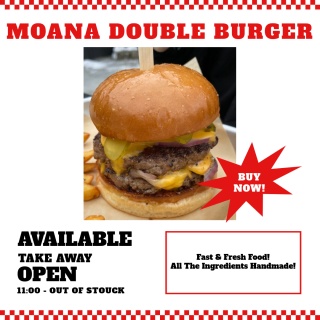 MOANA DOUBLE BURGER
BUY
NOW!
AVAILABLE
TAKE AWAY
OPEN
11:00 - OUT OF STOUCK
Fast & Fresh Food!
All The Ingredients Handmade!